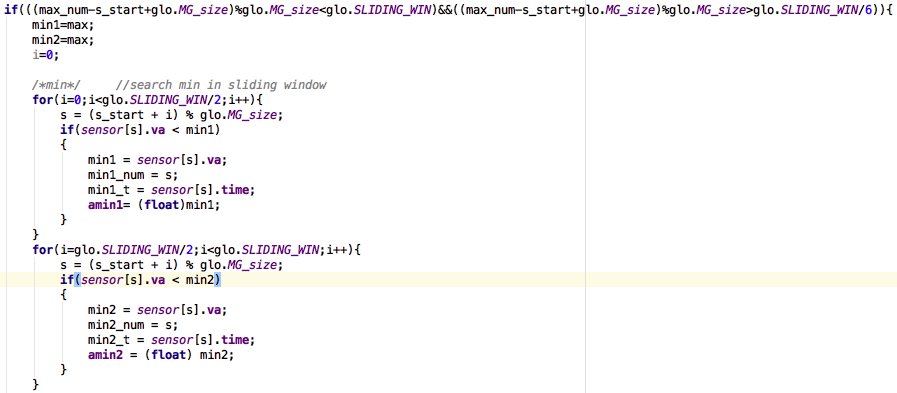 if(((max_num-s_start+glo.MG_size)%glo.MG_size<glo.SLIDING_WIN)&&((max_num-s_start+glo.MG_size)%glo.MG_size>glo.SLIDING_WIN/6)){
min1=max;
min2=max;
i=0;
/*min*/     //search min in sliding window
for(i=0;i<glo.SLIDING_WIN/2;i++){
s = (s_start + i) % glo.MG_size;
if(sensor[s].va < min1)
{
min1 = sensor[s].va;
min1_num = s;
min1_t = sensor[s].time;
amin1= (float)min1;
}
}
for(i=glo.SLIDING_WIN/2;i<glo.SLIDING_WIN;i++){
s = (s_start + i) % glo.MG_size;
if(sensor[s].va < min2)
{
min2 = sensor[s].va;
min2_num = s;
min2_t = sensor[s].time;
amin2 = (float) min2;
}
}